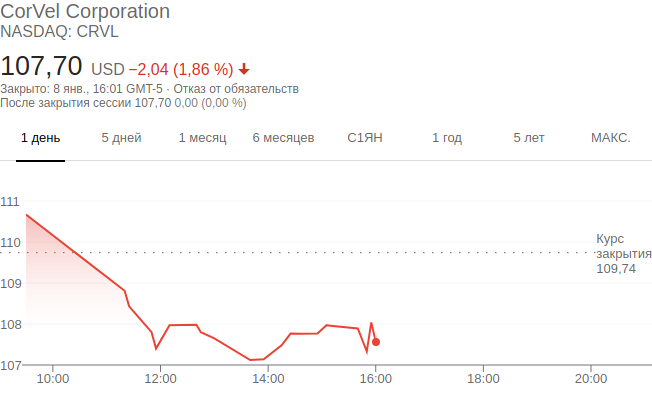 CorVel Corporation
NASDAQ: CRVL
107,70 USD −2,04 (1,86 %)
Закрыто: 8 янв., 16:01 GMT-5 · Отказ от обязательств
После закрытия сессии 107,70 0,00 (0,00 %)
1 день 5 дней 1 месяц 6 месяцев С1ЯН 1 год 5 лет МАКС.
111
110
109
108
107
Курс
закрытия
109,74
10:00 12:00 14:00 16:00 18:00 20:00